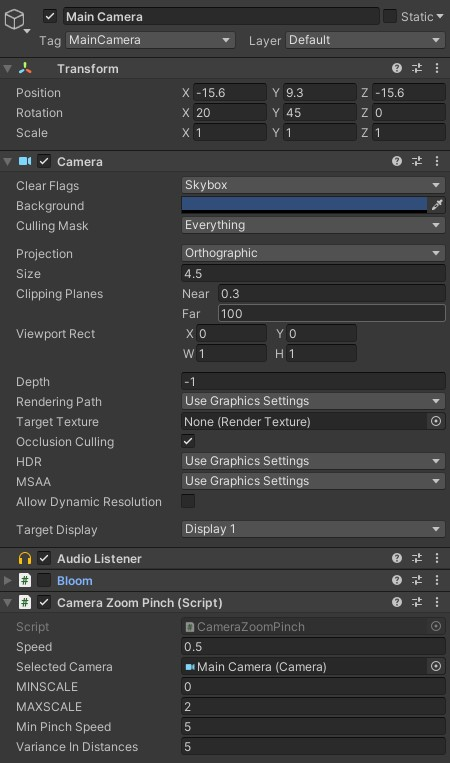 Main Camera Static
Tag MainCamera Layer Default
Transform
Position X -15.6 Y 9.3 Z -15.6
Rotation X 20 Y 45 Z 0
Scale X 1 Y 1 Z 1
Camera
Clear Flags Skybox
Background
Culling Mask Everything
Projection Orthographic
Size 4.5
Clipping Planes Near 0.3
Far 100
Viewport Rect X 0 Y 0
W 1 H 1
Depth -1
Rendering Path Use Graphics Settings
Target Texture None (Render Texture)
Occlusion Culling
HDR Use Graphics Settings
MSAA Use Graphics Settings
Allow Dynamic Resolution
Target Display Display 1
Audio Listener
# Bloom
# Camera Zoom Pinch (Script)
Script # CameraZoomPinch
Speed 0.5
Selected Camera Main Camera (Camera)
MINSCALE 0
MAXSCALE 2
Min Pinch Speed 5
Variance In Distances 5